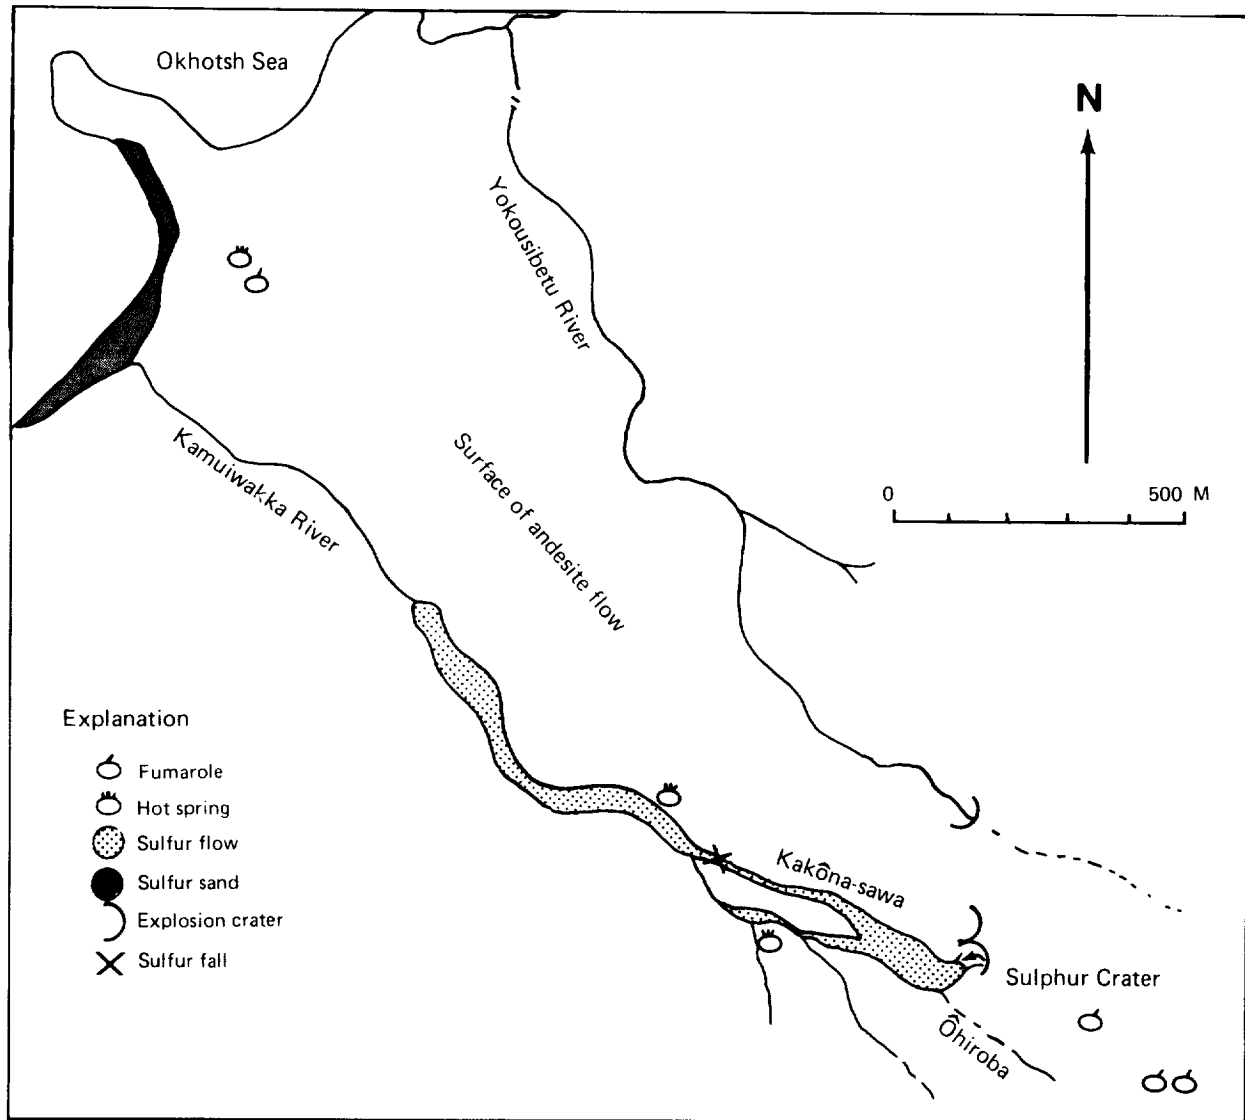 Okhotsh Sea
N
Yokousibetu River
0 500 M
Kamuiwakka River
Surface of andesite flow
Explanation
Fumarole
Hot spring
Sulfur flow
Sulfur sand
Explosion crater
Sulfur fall
Kakôna-sawa
Sulphur Crater
Ôhiroba